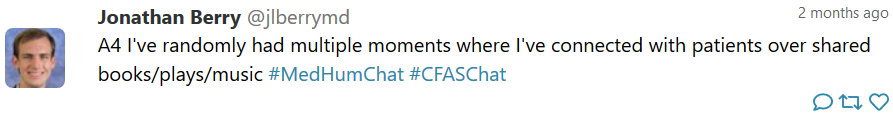 Jonathan Berry @jlberrymd 2 months ago
A4 I've randomly had multiple moments where I've connected with patients over shared
books/plays/music #MedHumChat #CFASChat